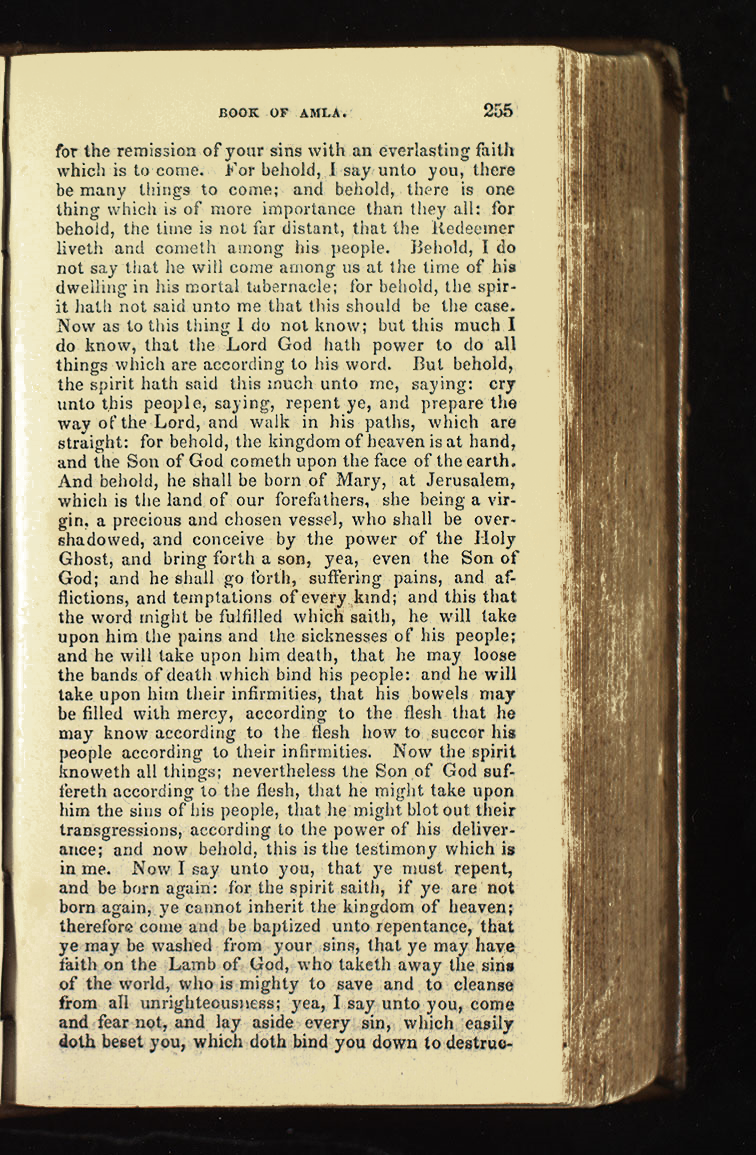 BOOK OF AMLA. 255
for the remission of your sins with an everlasting faith
which is to come. For behold, I say unto you, there
be many things to come; and behold, there is one
thing which is of more importance than they all: for
behold, the time is not far distant, that the Redeemer
liveth and cometh among his people. Behold, I do
not say that he will come among us at the time of his
dwelling in his mortal tabernacle; for behold, the spir-
it hath not said unto me that this should be the case.
Now as to this thing I do not know; but this much I
do know, that the Lord God hath power to do all
things which are according to his word. But behold,
the spirit hath said this much unto me, saying: cry
unto this people, saying, repent ye, and prepare the
way of the Lord, and walk in his paths, which are
straight: for behold, the kingdom of heaven is at hand,
and the Son of God cometh upon the face of the earth.
And behold, he shall be born of Mary, at Jerusalem,
which is the land of our forefathers, she being a vir-
gin, a precious and chosen vessel, who shall be over-
shadowed, and conceive by the power of the Holy
Ghost, and bring forth a son, yea, even the Son of
God; and he shall go forth, suffering pains, and af-
flictions, and temptations of every kind; and this that
the word might be fulfilled which saith, he will take
upon him the pains and the sicknesses of his people;
and he will take upon him death, that he may loose
the bands of death which bind his people: and he will
take upon him their infirmities, that his bowels may
be filled with mercy, according to the flesh that he
may know according to the flesh how to succor his
people according to their infirmities. Now the spirit
knoweth all things; nevertheless the Son of God suf-
fereth according to the flesh, that he might take upon
him the sins of his people, that he might blot out their
transgressions, according to the power of his deliver-
ance; and now behold, this is the testimony which is
in me. Now I say unto you, that ye must repent,
and be born again: for the spirit saith, if ye are not
born again, ye cannot inherit the kingdom of heaven;
therefore come and be baptized unto repentance, that
ye may be washed from your sins, that ye may have
faith on the Lamb of God, who taketh away the sins
of the world, who is mighty to save and to cleanse
from all unrighteousness; yea, I say unto you, come
and fear not, and lay aside every sin, which easily
doth beset you, which doth bind you down to destruc-